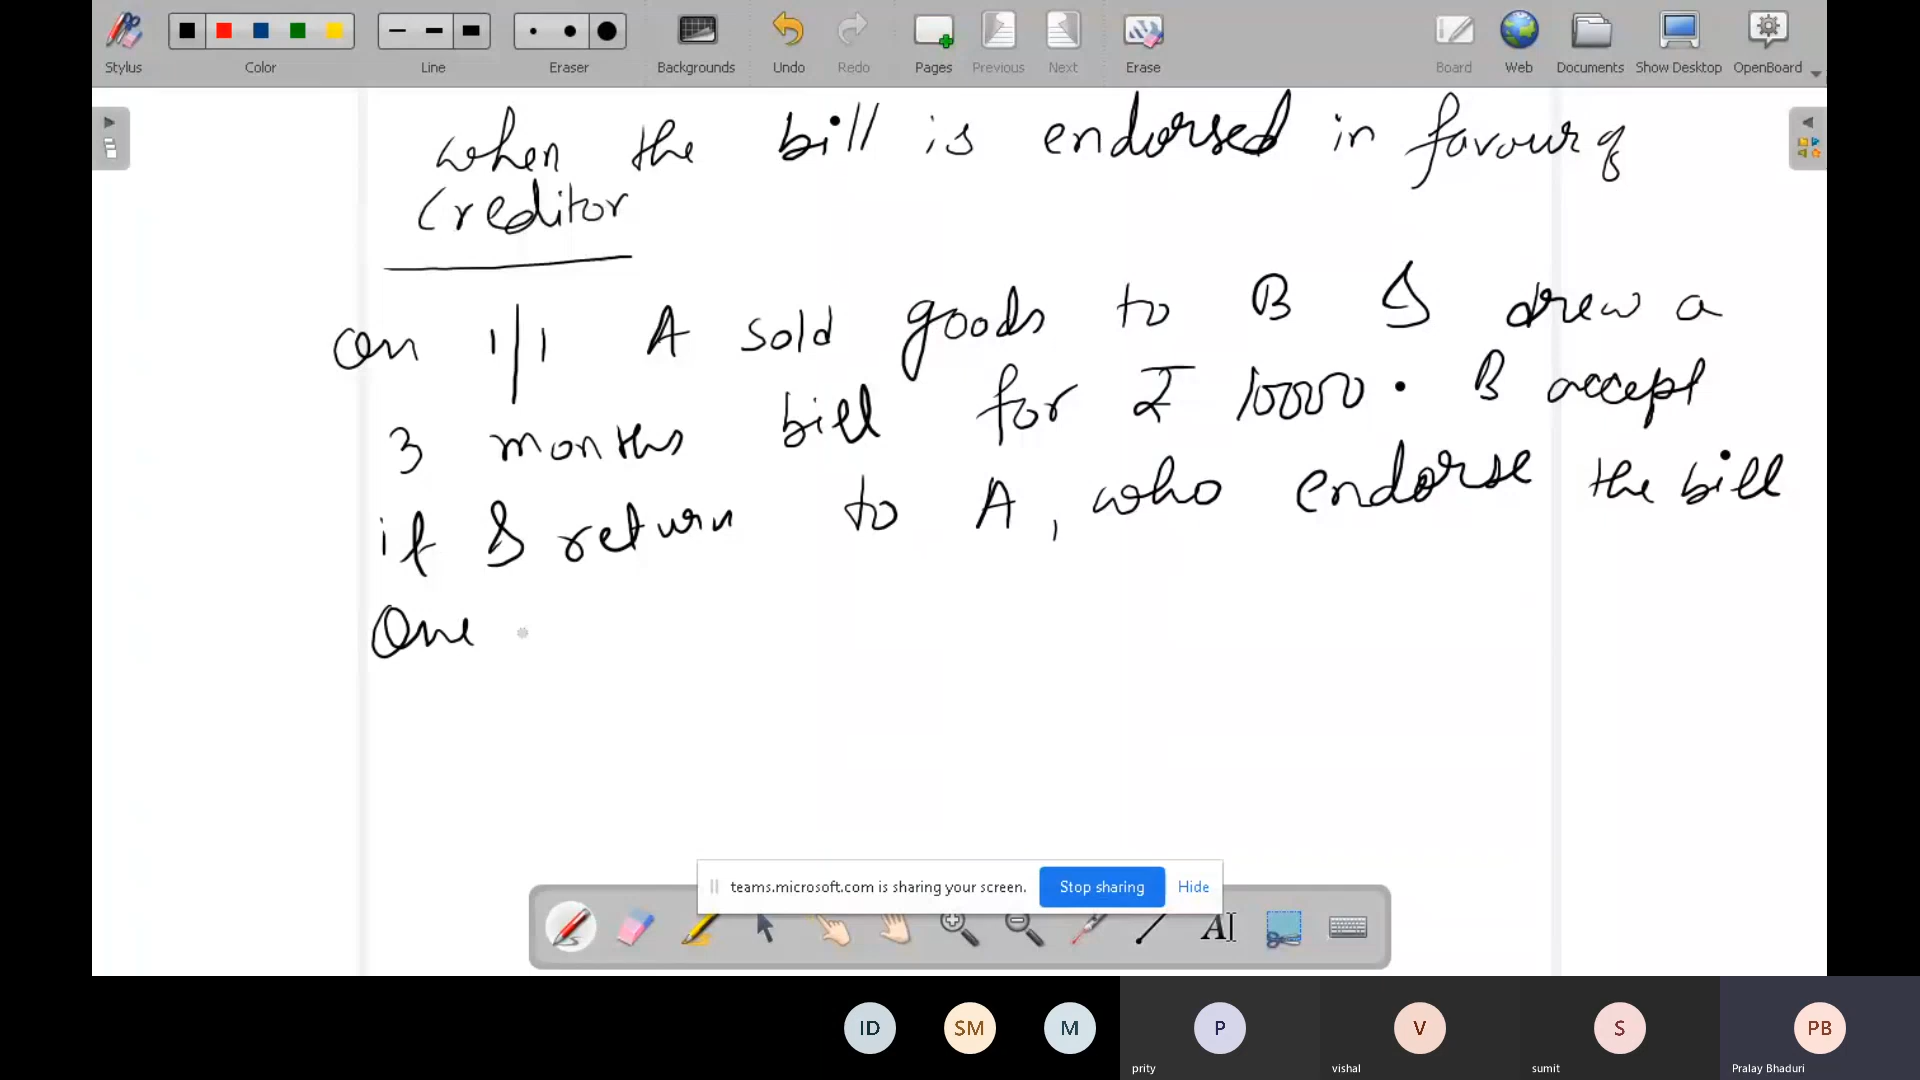 Stylus
Color
Line
Eraser
Backgrounds
Undo
Redo
Pages
Previous
Next
Erase
Board
Web
Documents
Show Desktop
OpenBoard
when the bill is endorsed in favour of
Creditor
on 1/1 A sold goods to B & drew a
3 months bill for ₹ 10000. B accept
it & return to A, who endorse the bill
One
teams.microsoft.com is sharing your screen.
Stop sharing
Hide
ID
SM
M
P
V
S
PB
prity
vishal
sumit
Pralay Bhaduri